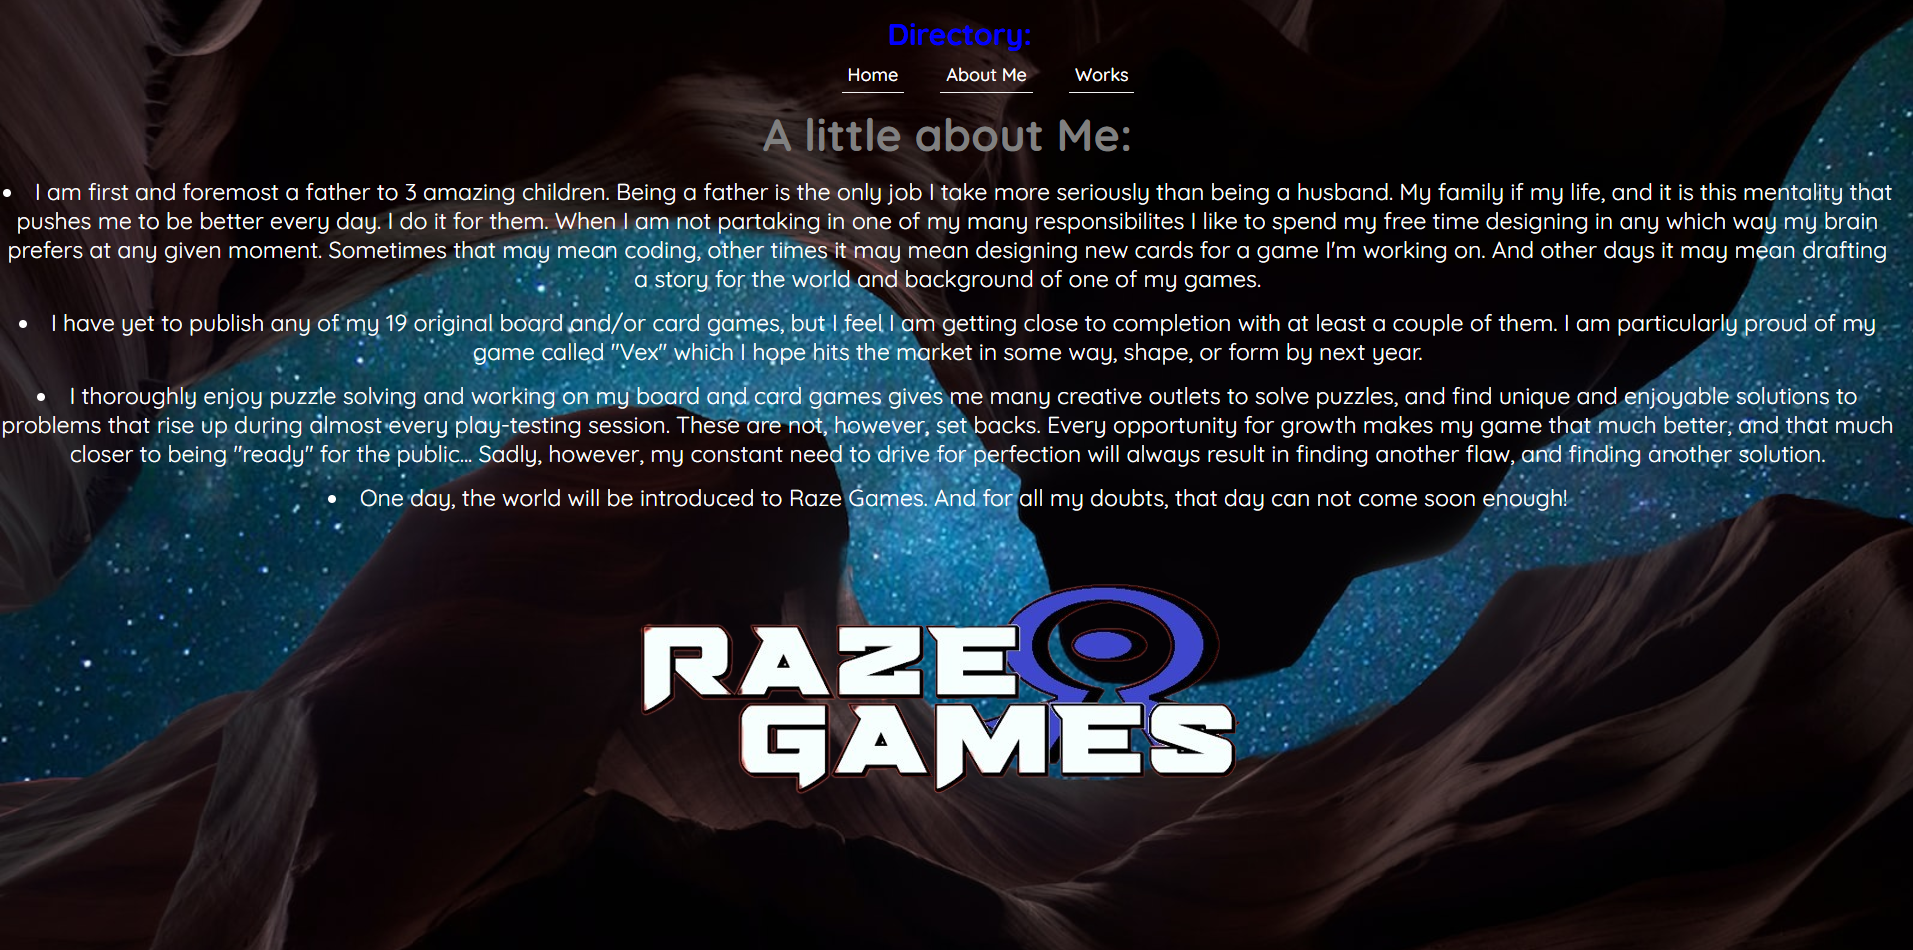 Directory:
Home About Me Works
A little about Me:
• I am first and foremost a father to 3 amazing children. Being a father is the only job I take more seriously than being a husband. My family if my life, and it is this mentality that
pushes me to be better every day. I do it for them. When I am not partaking in one of my many responsibilites I like to spend my free time designing in any which way my brain
prefers at any given moment. Sometimes that may mean coding, other times it may mean designing new cards for a game I'm working on. And other days it may mean drafting
a story for the world and background of one of my games.
• I have yet to publish any of my 19 original board and/or card games, but I feel I am getting close to completion with at least a couple of them. I am particularly proud of my
game called "Vex" which I hope hits the market in some way, shape, or form by next year.
• I thoroughly enjoy puzzle solving and working on my board and card games gives me many creative outlets to solve puzzles, and find unique and enjoyable solutions to
problems that rise up during almost every play-testing session. These are not, however, set backs. Every opportunity for growth makes my game that much better, and that much
closer to being "ready" for the public... Sadly, however, my constant need to drive for perfection will always result in finding another flaw, and finding another solution.
• One day, the world will be introduced to Raze Games. And for all my doubts, that day can not come soon enough!
RAZE
GAMES